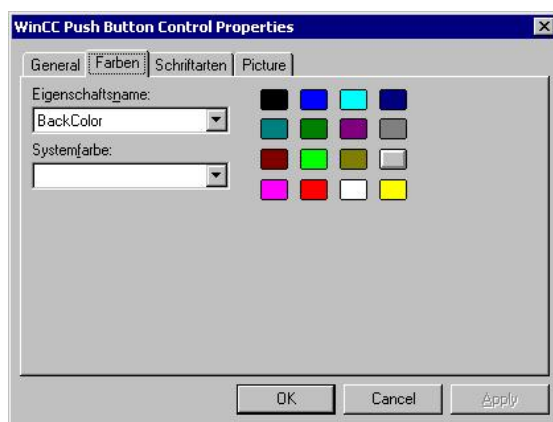 WinCC Push Button Control Properties
General Farben Schriftarten Picture
Eigenschaftsname:
BackColor
Systemfarbe:
OK Cancel Apply